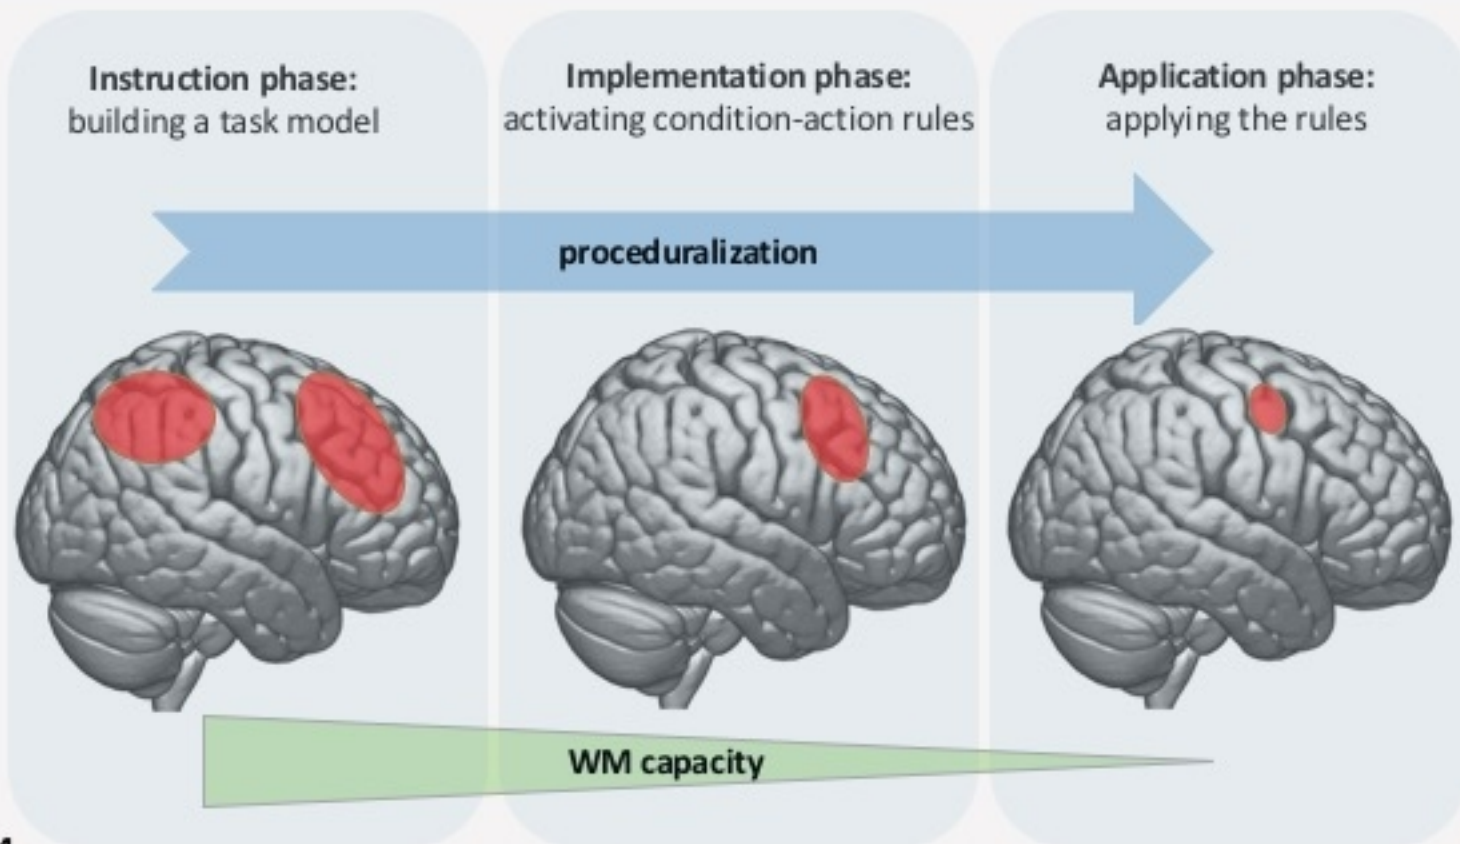 Instruction phase:
building a task model
Implementation phase:
activating condition-action rules
Application phase:
applying the rules
proceduralization
WM capacity